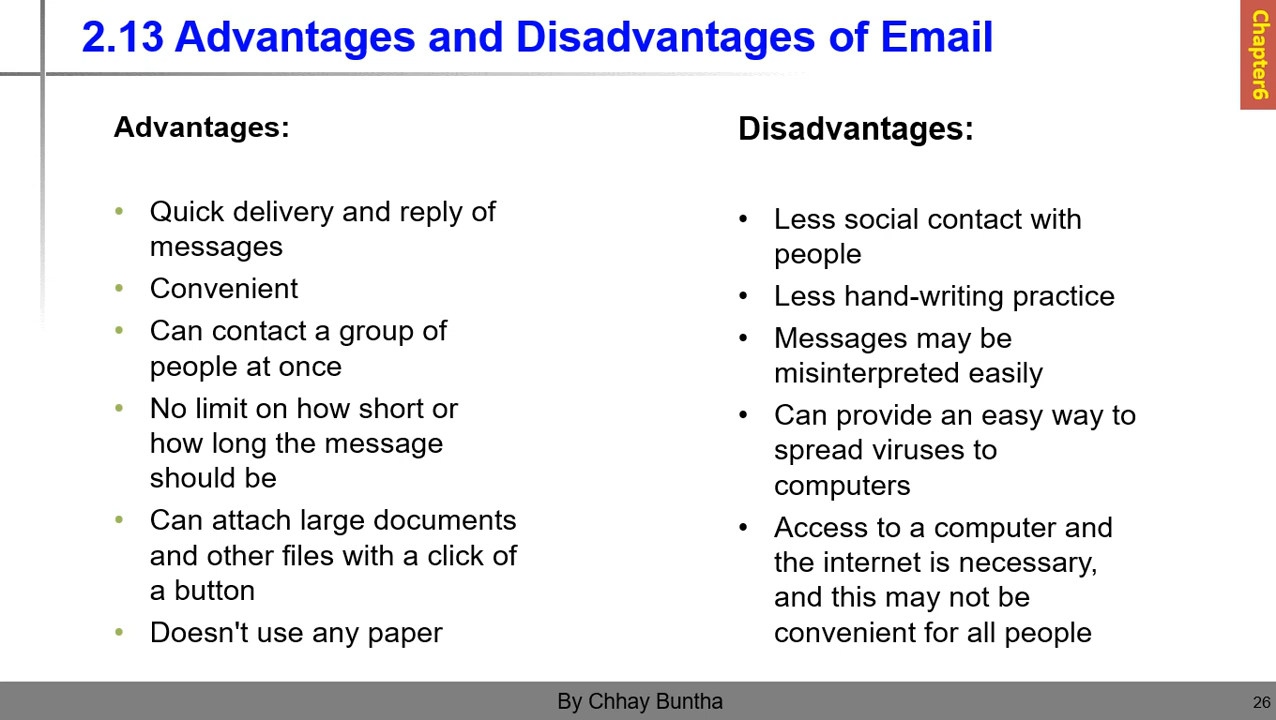 2.13 Advantages and Disadvantages of Email
Chapter6
Advantages:
• Quick delivery and reply of
messages
• Convenient
• Can contact a group of
people at once
• No limit on how short or
how long the message
should be
• Can attach large documents
and other files with a click of
a button
• Doesn't use any paper
Disadvantages:
• Less social contact with
people
• Less hand-writing practice
• Messages may be
misinterpreted easily
• Can provide an easy way to
spread viruses to
computers
• Access to a computer and
the internet is necessary,
and this may not be
convenient for all people
By Chhay Buntha
26